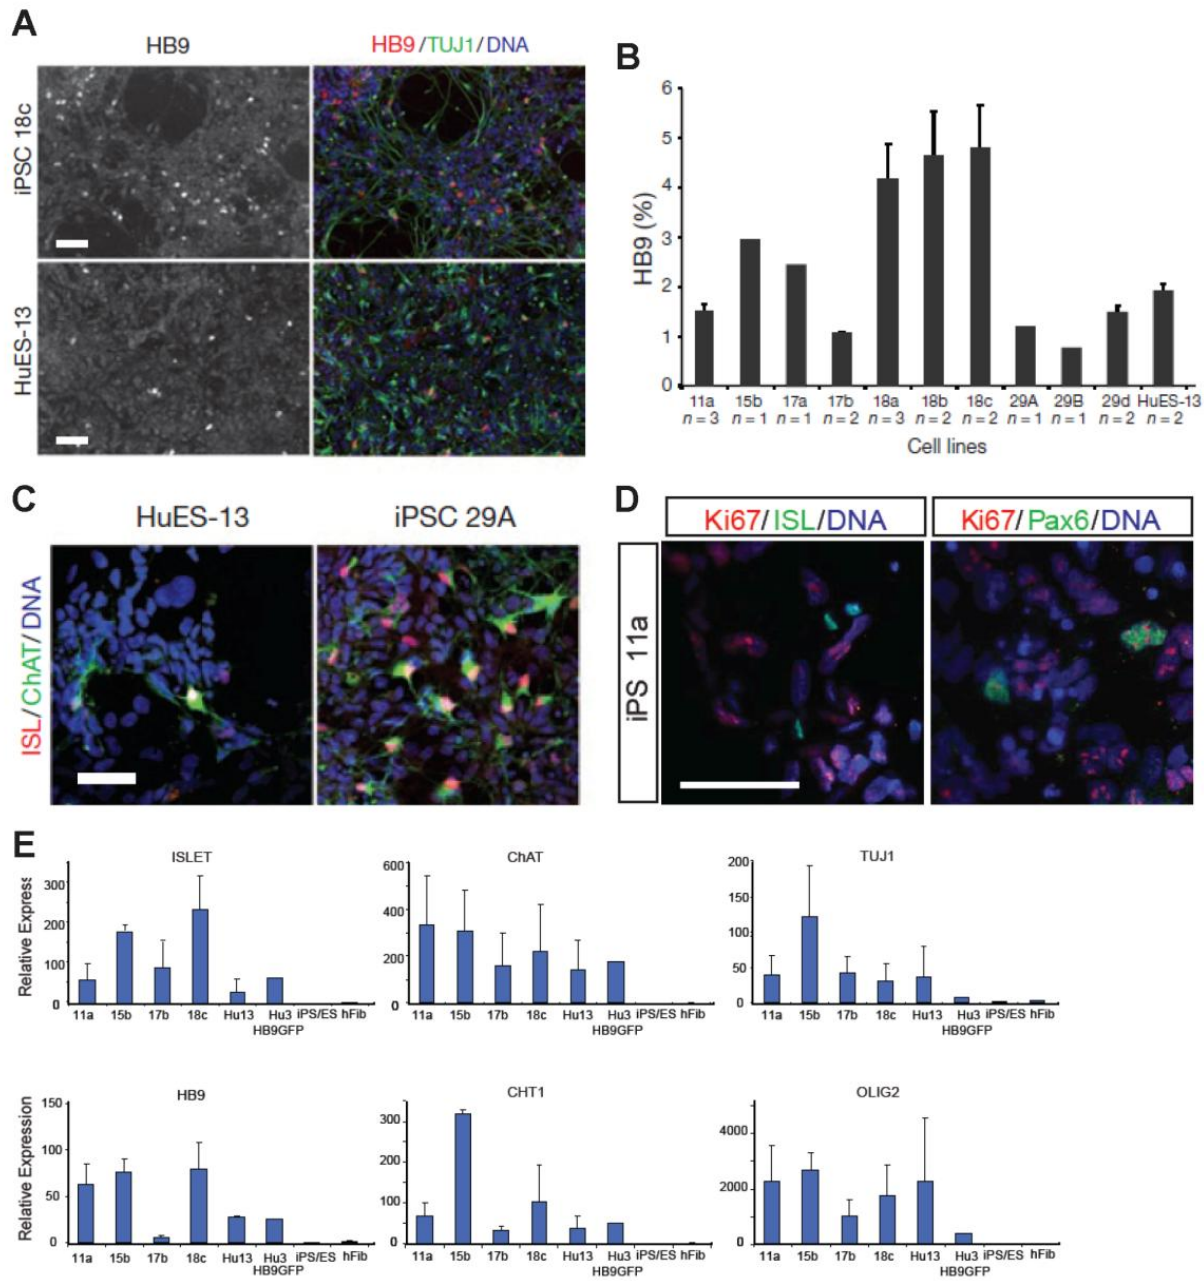 A
HB9
HB9/TUJ1/DNA
iPSC 18c
HuES-13
B
HB9 (%)
6
5
4
3
2
1
0
11a 15b 17a 17b 18a 18b 18c 29A 29B 29d HuES-13
n = 3 n = 1 n = 1 n = 2 n = 3 n = 2 n = 2 n = 1 n = 1 n = 2 n = 2
Cell lines
C
HuES-13
iPSC 29A
ISL/ChAT/DNA
D
Ki67/ISL/DNA
Ki67/Pax6/DNA
iPS 11a
E
ISLET
Relative Express
300
200
100
0
11a 15b 17b 18c Hu13 Hu3 iPS/ES hFib
HB9GFP
ChAT
600
400
200
0
11a 15b 17b 18c Hu13 Hu3 iPS/ES hFib
HB9GFP
TUJ1
200
150
100
50
0
11a 15b 17b 18c Hu13 Hu3 iPS/ES hFib
HB9GFP
HB9
Relative Expression
150
100
50
0
11a 15b 17b 18c Hu13 Hu3 iPS/ES hFib
HB9GFP
CHT1
300
200
100
0
11a 15b 17b 18c Hu13 Hu3 iPS/ES hFib
HB9GFP
OLIG2
4000
2000
0
11a 15b 17b 18c Hu13 Hu3 iPS/ES hFib
HB9GFP